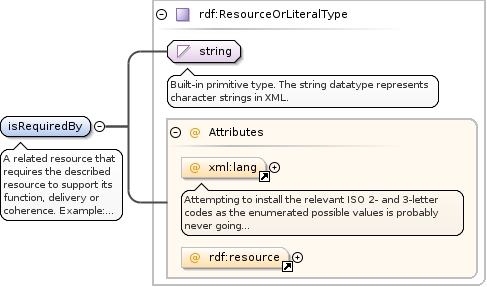 rdf:ResourceOrLiteralType
string
Built-in primitive type. The string datatype represents
character strings in XML.
isRequiredBy
A related resource that
requires the described
resource to support its
function, delivery or
coherence. Example:...
@ Attributes
@ xml:lang
Attempting to install the relevant ISO 2- and 3-letter
codes as the enumerated possible values is probably
never going...
@ rdf:resource